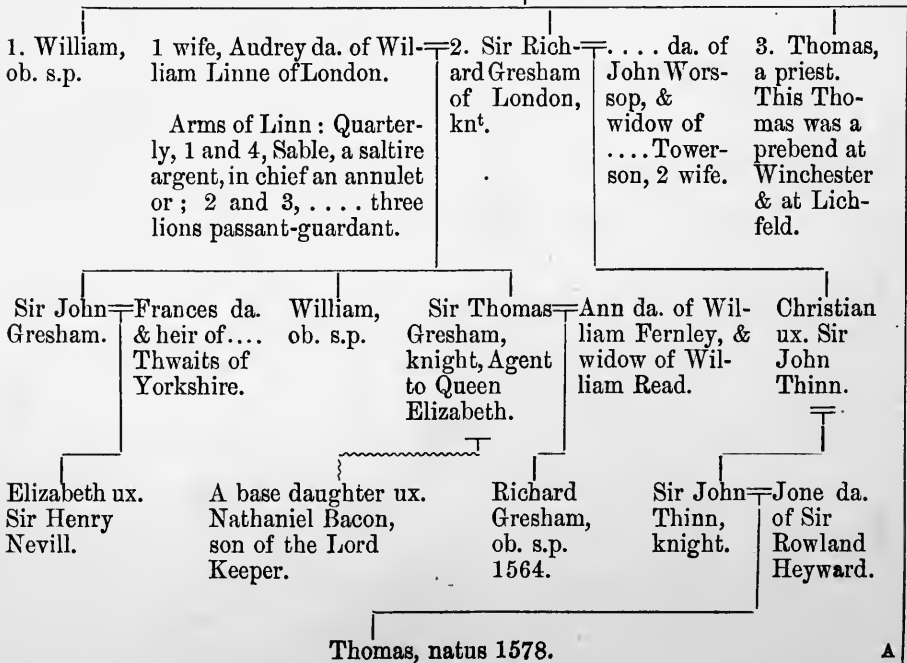 1. William,
ob. s.p.
1 wife, Audrey da. of Wil-
liam Linne of London.
Arms of Linn : Quarter-
ly, 1 and 4, Sable, a saltire
argent, in chief an annulet
or ; 2 and 3, .... three
lions passant-guardant.
2. Sir Rich-
ard Gresham
of London,
knt.
.... da. of
John Wors-
sop, &
widow of
....Tower-
son, 2 wife.
3. Thomas,
a priest.
This Tho-
mas was a
prebend at
Winchester
& at Lich-
feld.
Sir John
Gresham.
Frances da.
& heir of....
Thwaits of
Yorkshire.
William,
ob. s.p.
Sir Thomas
Gresham,
knight, Agent
to Queen
Elizabeth.
Ann da. of Wil-
liam Fernley, &
widow of Wil-
liam Read.
Christian
ux. Sir
John
Thinn.
Elizabeth ux.
Sir Henry
Nevill.
A base daughter ux.
Nathaniel Bacon,
son of the Lord
Keeper.
Richard
Gresham,
ob. s.p.
1564.
Sir John
Thinn,
knight.
Jone da.
of Sir
Rowland
Heyward.
Thomas, natus 1578.
A